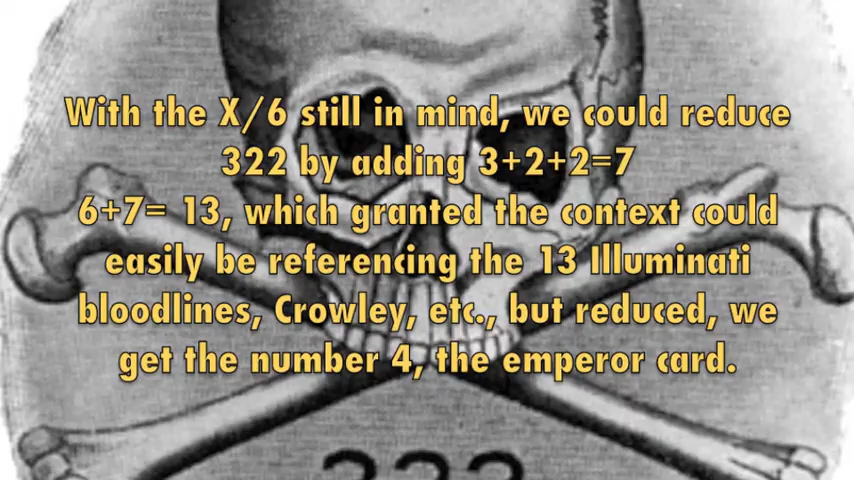 With the X/6 still in mind, we could reduce
322 by adding 3+2+2=7
6+7= 13, which granted the context could
easily be referencing the 13 Illuminati
bloodlines, Crowley, etc., but reduced, we
get the number 4, the emperor card.
322